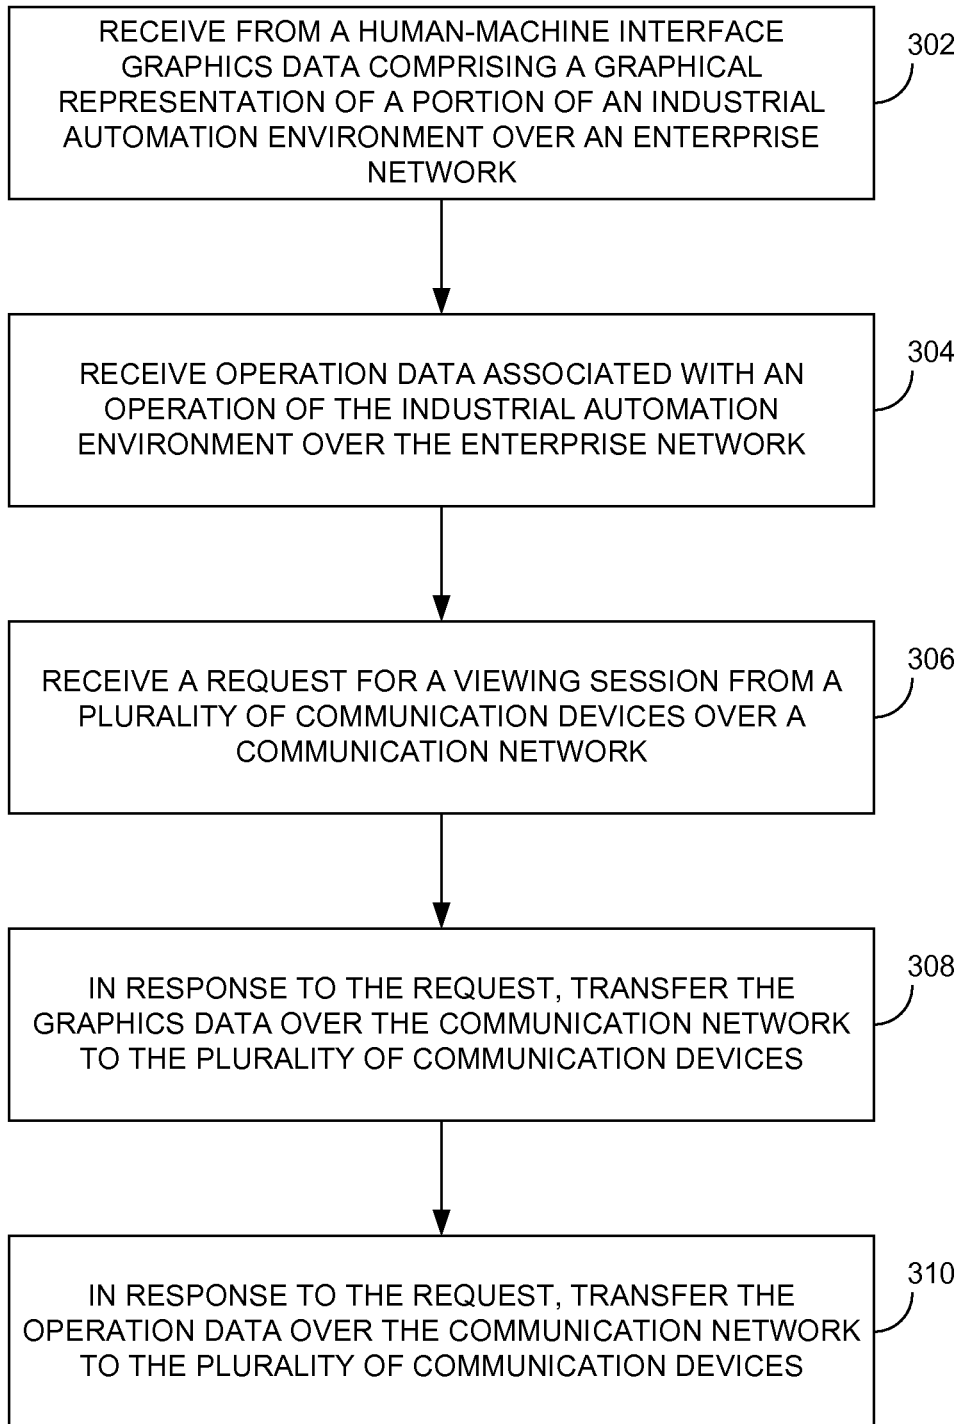 RECEIVE FROM A HUMAN-MACHINE INTERFACE
GRAPHICS DATA COMPRISING A GRAPHICAL
REPRESENTATION OF A PORTION OF AN INDUSTRIAL
AUTOMATION ENVIRONMENT OVER AN ENTERPRISE
NETWORK
302
RECEIVE OPERATION DATA ASSOCIATED WITH AN
OPERATION OF THE INDUSTRIAL AUTOMATION
ENVIRONMENT OVER THE ENTERPRISE NETWORK
304
RECEIVE A REQUEST FOR A VIEWING SESSION FROM A
PLURALITY OF COMMUNICATION DEVICES OVER A
COMMUNICATION NETWORK
306
IN RESPONSE TO THE REQUEST, TRANSFER THE
GRAPHICS DATA OVER THE COMMUNICATION NETWORK
TO THE PLURALITY OF COMMUNICATION DEVICES
308
IN RESPONSE TO THE REQUEST, TRANSFER THE
OPERATION DATA OVER THE COMMUNICATION NETWORK
TO THE PLURALITY OF COMMUNICATION DEVICES
310